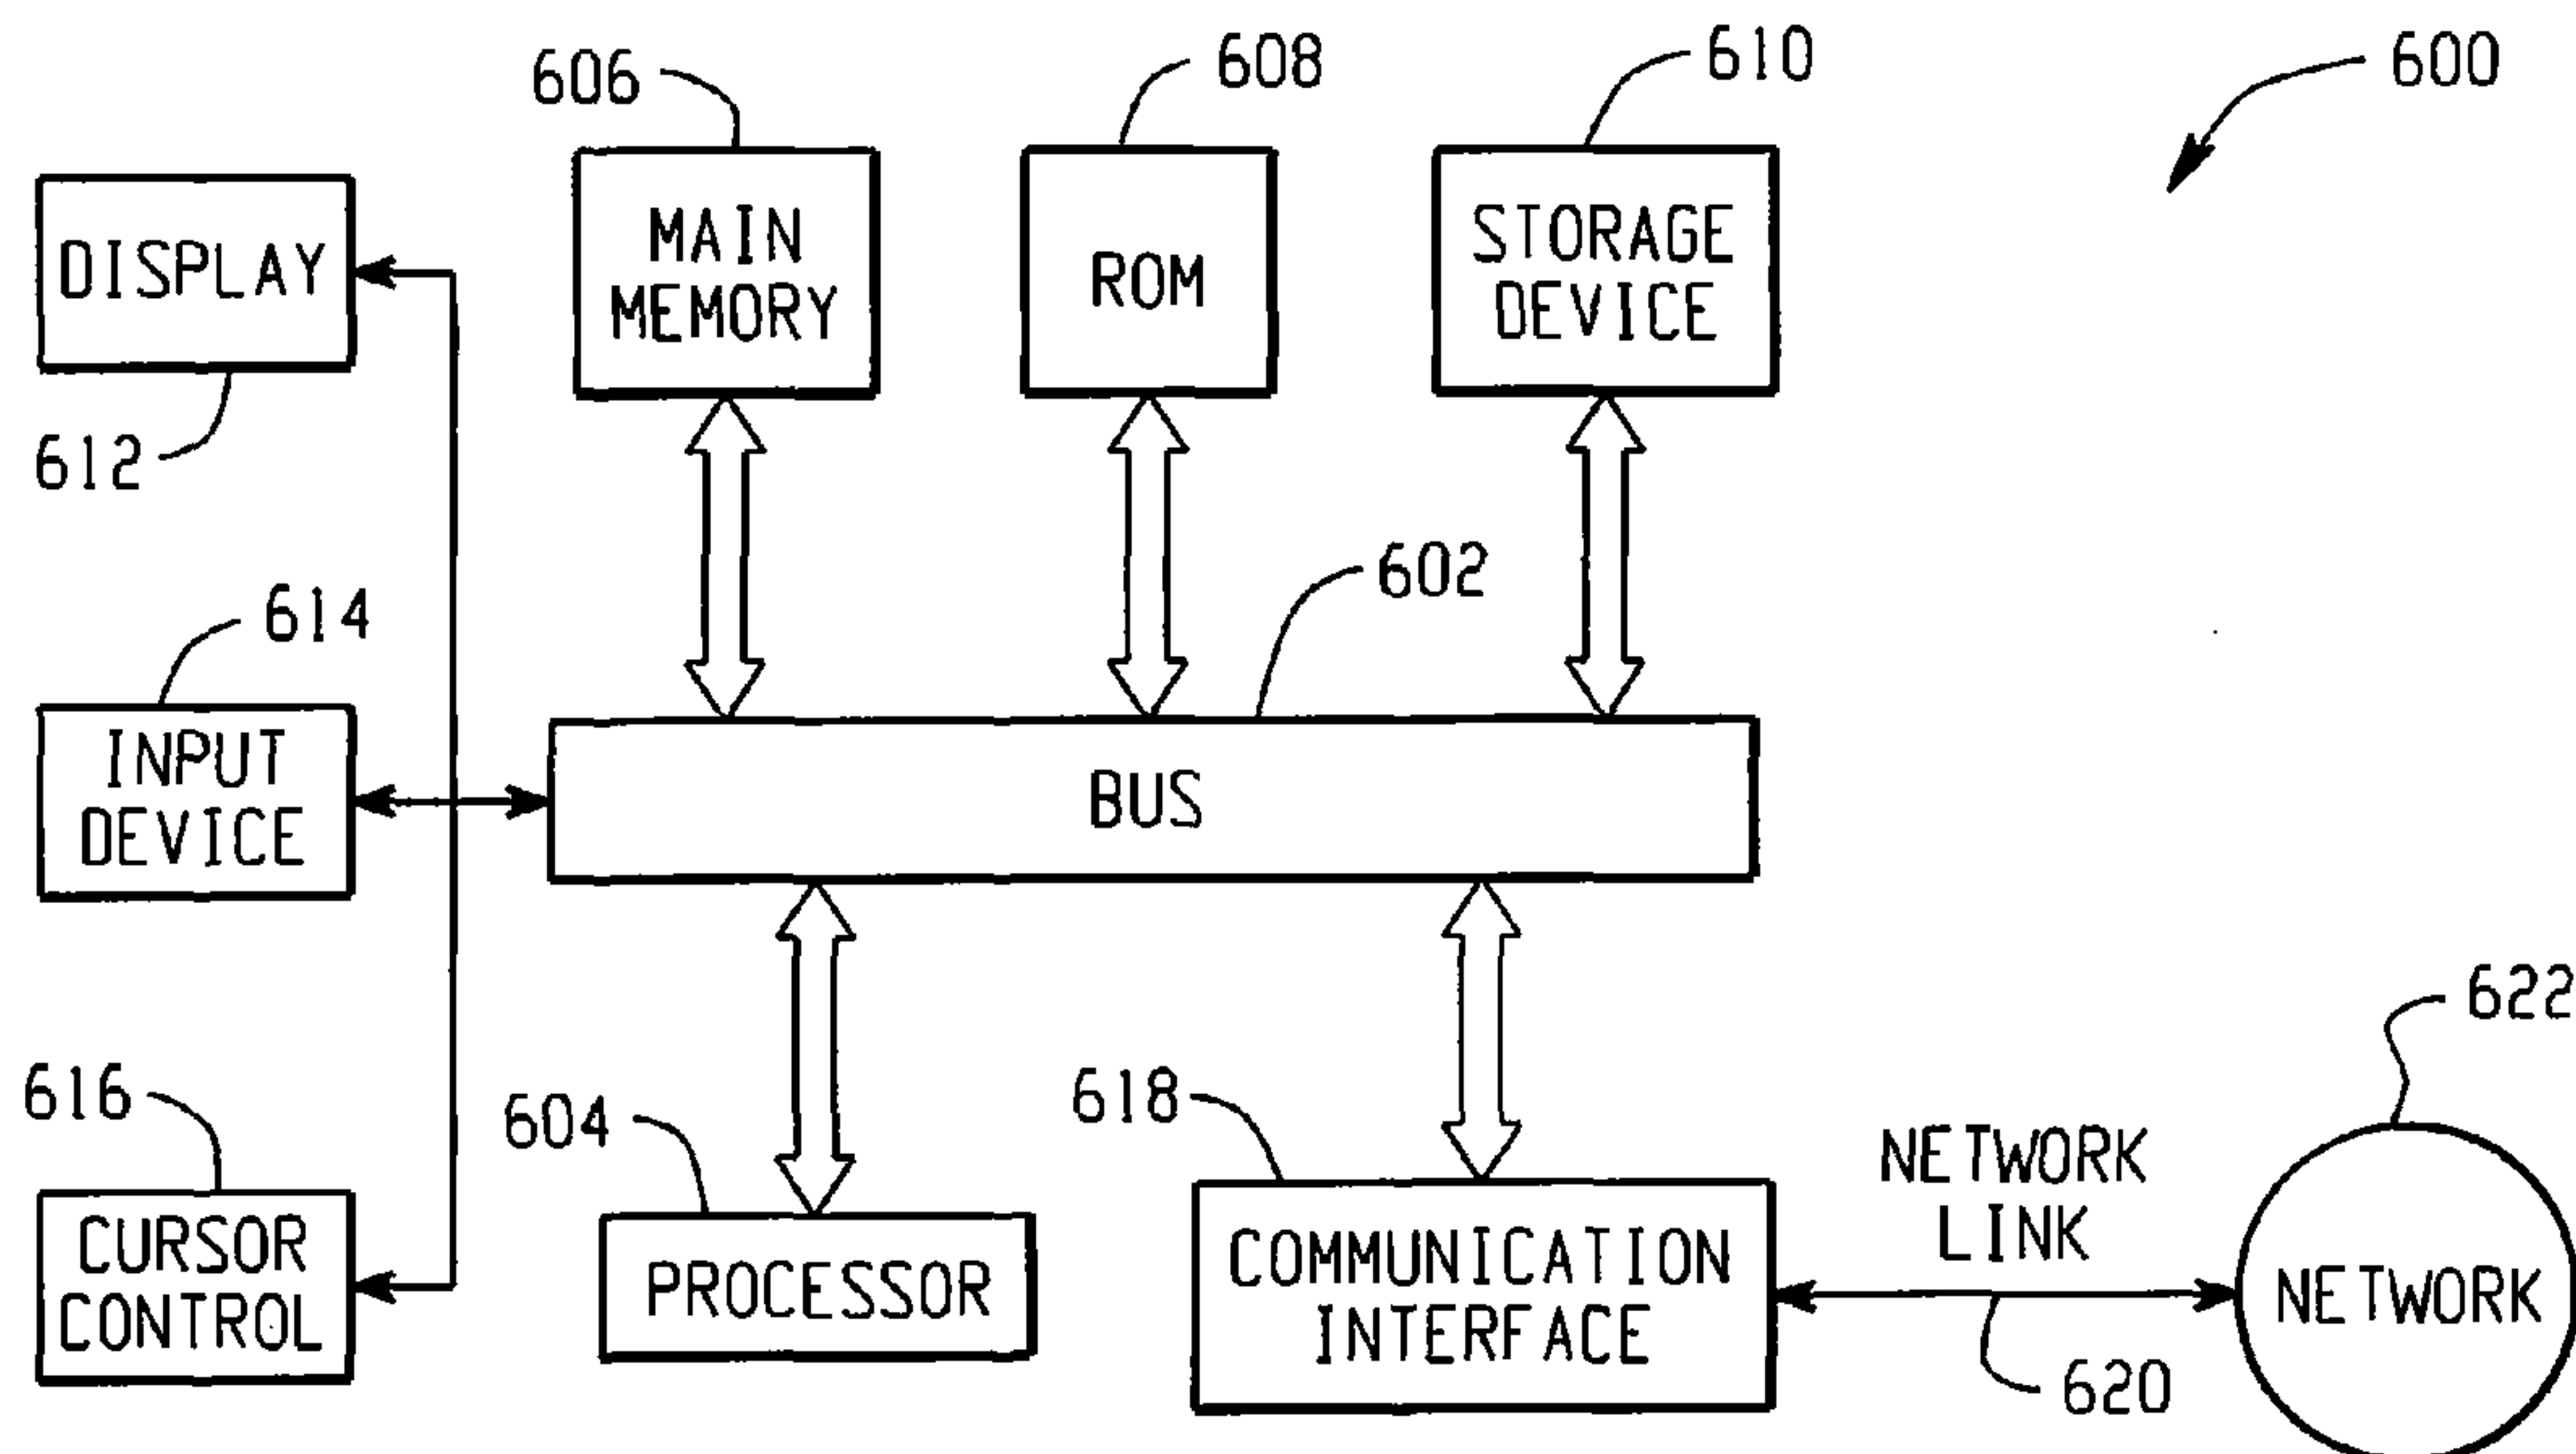 606
608
610
600
DISPLAY
MAIN
MEMORY
ROM
STORAGE
DEVICE
612
614
602
INPUT
DEVICE
BUS
616
604
618
622
CURSOR
CONTROL
PROCESSOR
COMMUNICATION
INTERFACE
NETWORK
LINK
NETWORK
620